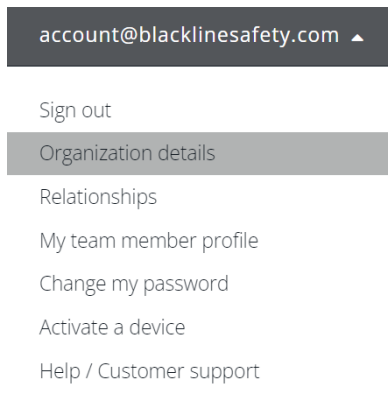 account@blacklinesafety.com
Sign out
Organization details
Relationships
My team member profile
Change my password
Activate a device
Help / Customer support